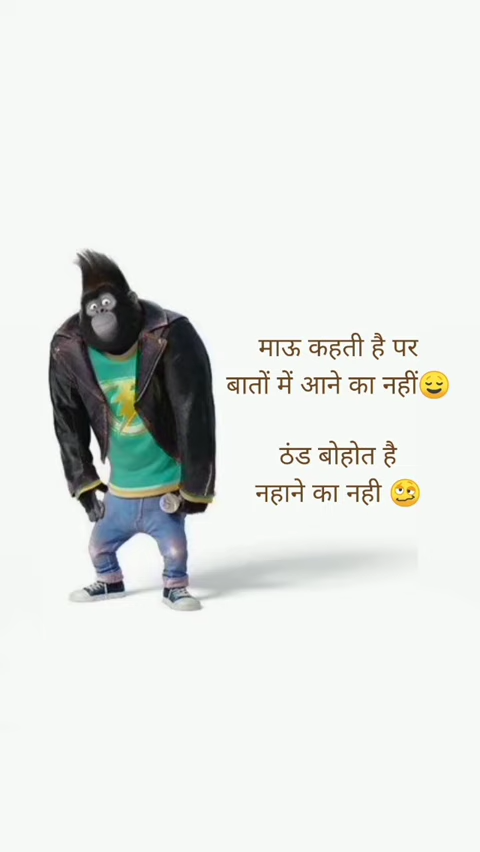 माऊ कहती है पर
बातों में आने का नहीं😌
ठंड बोहोत है
नहाने का नही 🥴